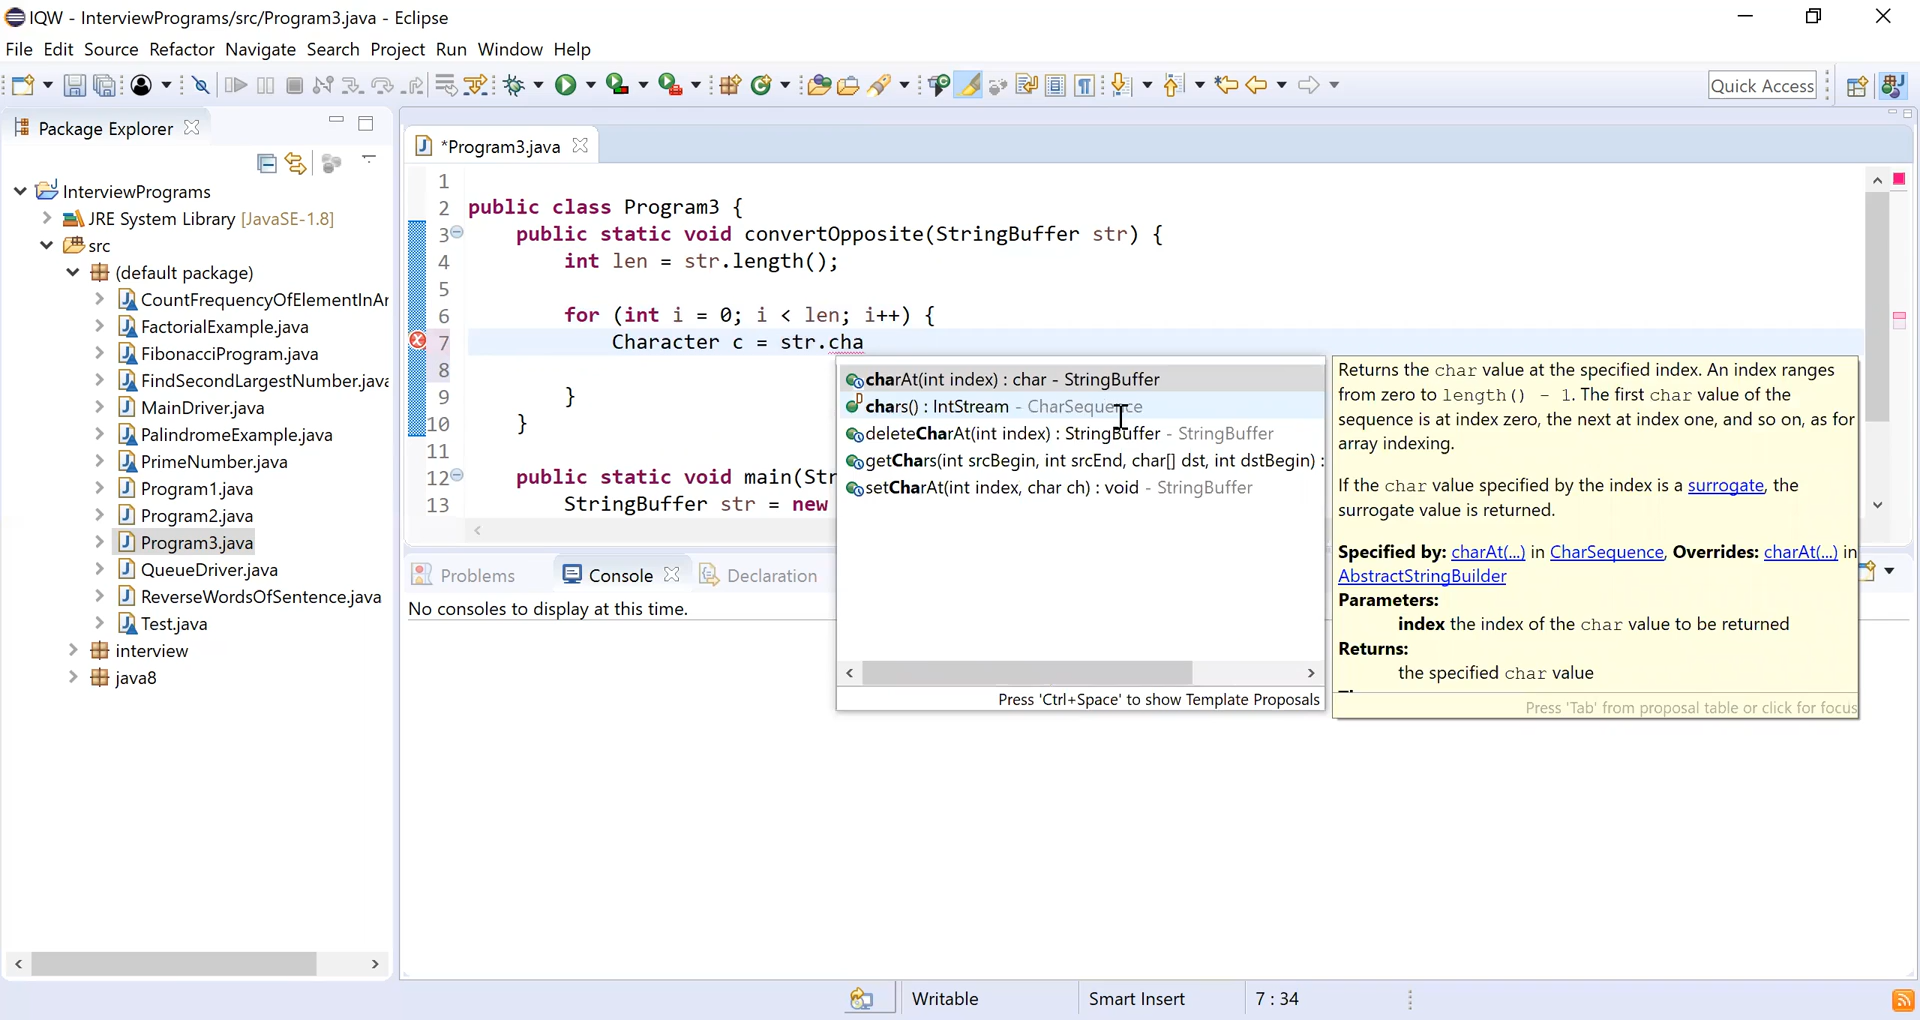 IQW - InterviewPrograms/src/Program3.java - Eclipse
File Edit Source Refactor Navigate Search Project Run Window Help
Quick Access
Package Explorer
InterviewPrograms
JRE System Library [JavaSE-1.8]
src
(default package)
CountFrequencyOfElementInAr
FactorialExample.java
FibonacciProgram.java
FindSecondLargestNumber.java
MainDriver.java
PalindromeExample.java
PrimeNumber.java
Program1.java
Program2.java
Program3.java
QueueDriver.java
ReverseWordsOfSentence.java
Test.java
interview
java8
*Program3.java
1
2 public class Program3 {
3 public static void convertOpposite(StringBuffer str) {
4 int len = str.length();
5
6 for (int i = 0; i < len; i++) {
7 Character c = str.cha
8
9 }
10 }
11
12 public static void main(Str
13 StringBuffer str = new
charAt(int index) : char - StringBuffer
chars() : IntStream - CharSequence
deleteCharAt(int index) : StringBuffer - StringBuffer
getChars(int srcBegin, int srcEnd, char[] dst, int dstBegin) :
setCharAt(int index, char ch) : void - StringBuffer
Press 'Ctrl+Space' to show Template Proposals
Returns the char value at the specified index. An index ranges
from zero to length() - 1. The first char value of the
sequence is at index zero, the next at index one, and so on, as for
array indexing.
If the char value specified by the index is a surrogate, the
surrogate value is returned.
Specified by: charAt(...) in CharSequence, Overrides: charAt(...) in
AbstractStringBuilder
Parameters:
index the index of the char value to be returned
Returns:
the specified char value
Press 'Tab' from proposal table or click for focus
Problems Console Declaration
No consoles to display at this time.
Writable Smart Insert 7 : 34